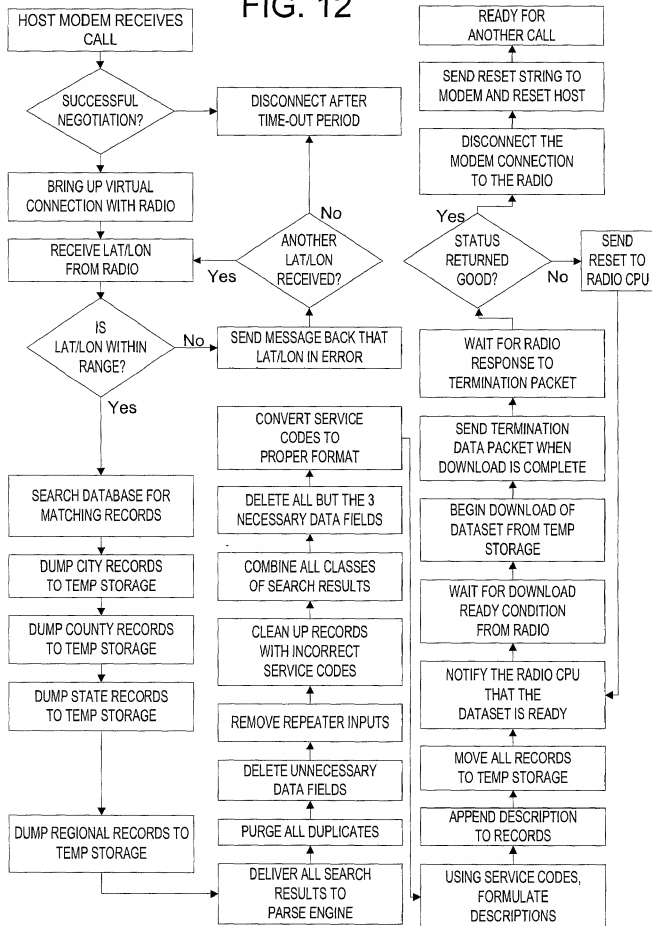 FIG. 12
HOST MODEM RECEIVES
CALL
SUCCESSFUL
NEGOTIATION?
BRING UP VIRTUAL
CONNECTION WITH RADIO
RECEIVE LAT/LON
FROM RADIO
IS
LAT/LON WITHIN
RANGE?
No
Yes
SEARCH DATABASE FOR
MATCHING RECORDS
DUMP CITY RECORDS
TO TEMP STORAGE
DUMP COUNTY RECORDS
TO TEMP STORAGE
DUMP STATE RECORDS
TO TEMP STORAGE
DUMP REGIONAL RECORDS TO
TEMP STORAGE
DISCONNECT AFTER
TIME-OUT PERIOD
No
ANOTHER
LAT/LON
RECEIVED?
Yes
SEND MESSAGE BACK THAT
LAT/LON IN ERROR
CONVERT SERVICE
CODES TO
PROPER FORMAT
DELETE ALL BUT THE 3
NECESSARY DATA FIELDS
COMBINE ALL CLASSES
OF SEARCH RESULTS
CLEAN UP RECORDS
WITH INCORRECT
SERVICE CODES
REMOVE REPEATER INPUTS
DELETE UNNECESSARY
DATA FIELDS
PURGE ALL DUPLICATES
DELIVER ALL SEARCH
RESULTS TO
PARSE ENGINE
READY FOR
ANOTHER CALL
SEND RESET STRING TO
MODEM AND RESET HOST
DISCONNECT THE
MODEM CONNECTION
TO THE RADIO
Yes
STATUS
RETURNED
GOOD?
No
SEND
RESET TO
RADIO CPU
WAIT FOR RADIO
RESPONSE TO
TERMINATION PACKET
SEND TERMINATION
DATA PACKET WHEN
DOWNLOAD IS COMPLETE
BEGIN DOWNLOAD OF
DATASET FROM TEMP
STORAGE
WAIT FOR DOWNLOAD
READY CONDITION
FROM RADIO
NOTIFY THE RADIO CPU
THAT THE
DATASET IS READY
MOVE ALL RECORDS
TO TEMP STORAGE
APPEND DESCRIPTION
TO RECORDS
USING SERVICE CODES,
FORMULATE
DESCRIPTIONS